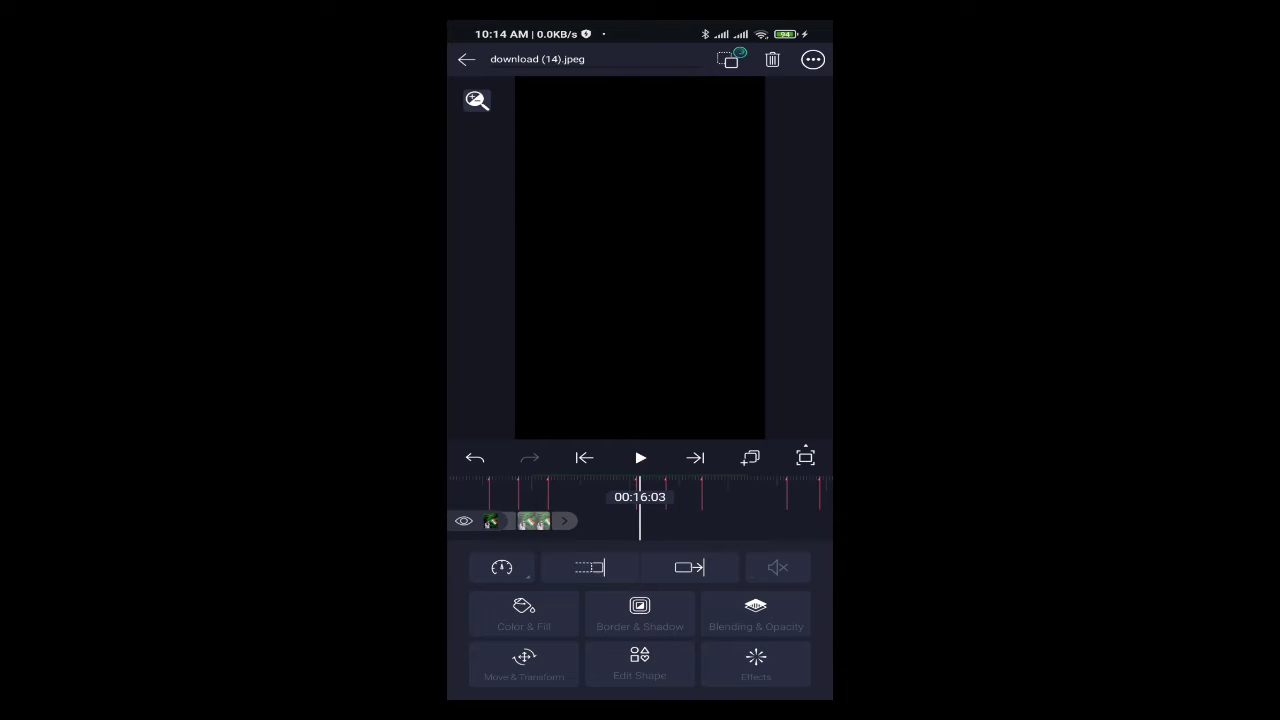 10:14 AM | 0.0KB/s
94
download (14).jpeg
00:16:03
Color & Fill
Border & Shadow
Blending & Opacity
Move & Transform
Edit Shape
Effects